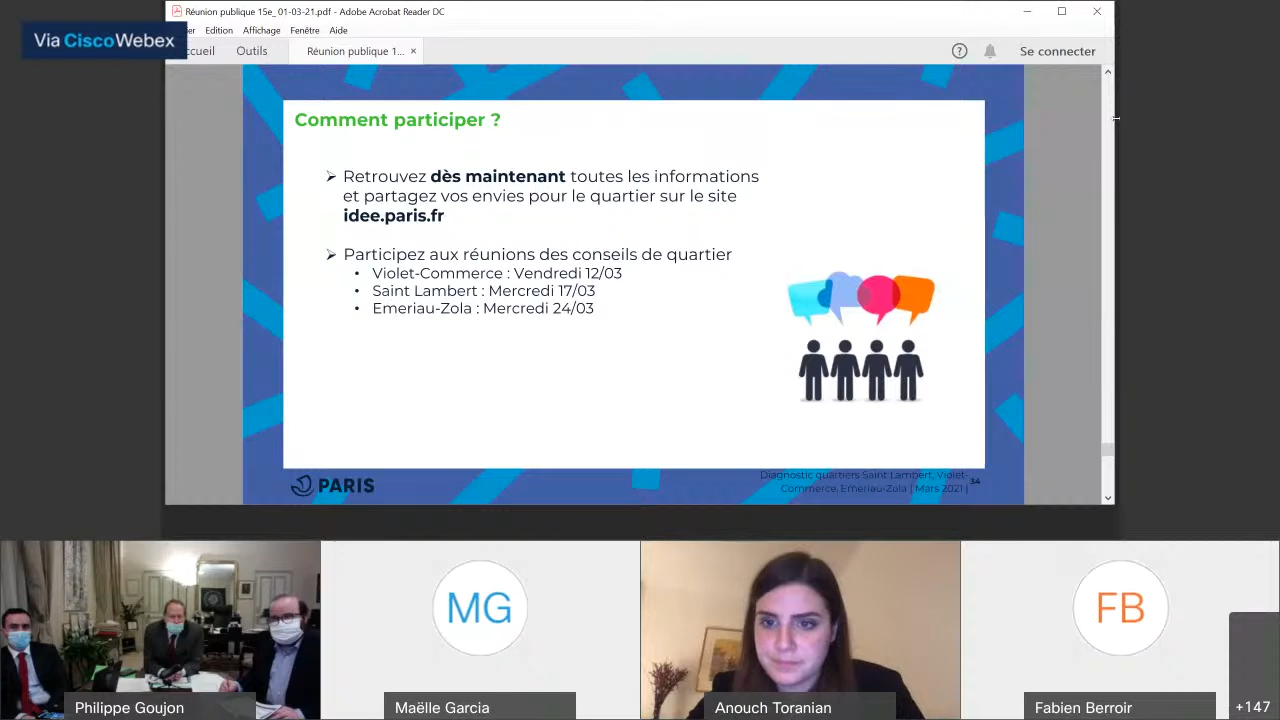 Réunion publique 15e_ 01-03-21.pdf - Adobe Acrobat Reader DC
Edition Affichage Fenêtre Aide
Via Cisco Webex
Outils
Réunion publique 1... ×
Se connecter
Comment participer ?
➢ Retrouvez dès maintenant toutes les informations
et partagez vos envies pour le quartier sur le site
idee.paris.fr
➢ Participez aux réunions des conseils de quartier
• Violet-Commerce : Vendredi 12/03
• Saint Lambert : Mercredi 17/03
• Emeriau-Zola : Mercredi 24/03
PARIS
Diagnostic quartiers Saint Lambert, Violet-
Commerce, Emeriau-Zola | Mars 2021 |
34
MG
FB
Philippe Goujon
Maëlle Garcia
Anouch Toranian
Fabien Berroir
+147